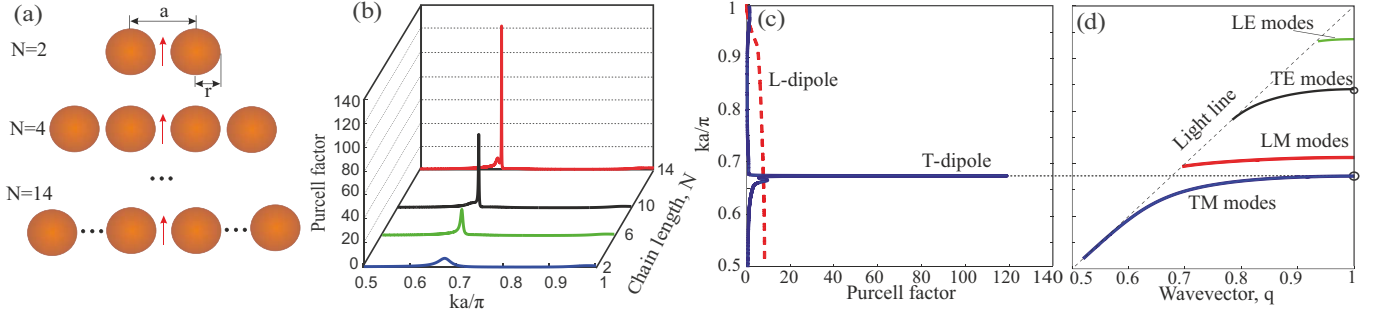 (a)
a
N=2
r
N=4
...
N=14
... ...
(b)
140
120
100
80
60
40
20
0
Purcell factor
0.5 0.6 0.7 0.8 0.9 1
ka/π
2
6
10
14
Chain length, N
(c)
1
0.9
0.8
0.7
0.6
0.5
ka/π
L-dipole
T-dipole
0 20 40 60 80 100 120 140
Purcell factor
(d)
LE modes
TE modes
Light line
LM modes
TM modes
0.5 0.6 0.7 0.8 0.9 1
Wavevector, q